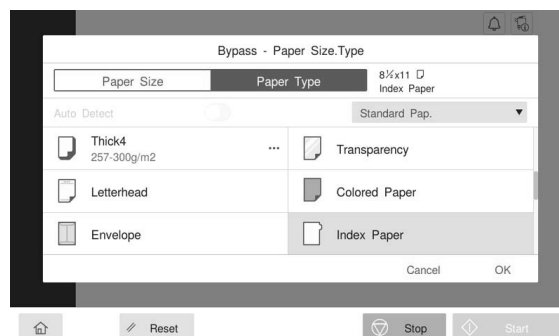 Bypass - Paper Size.Type
Paper Size
Paper Type
8½x11
Index Paper
Auto Detect
Standard Pap.
Thick4
257-300g/m2
Transparency
Letterhead
Colored Paper
Envelope
Index Paper
Cancel
OK
Reset
Stop
Start